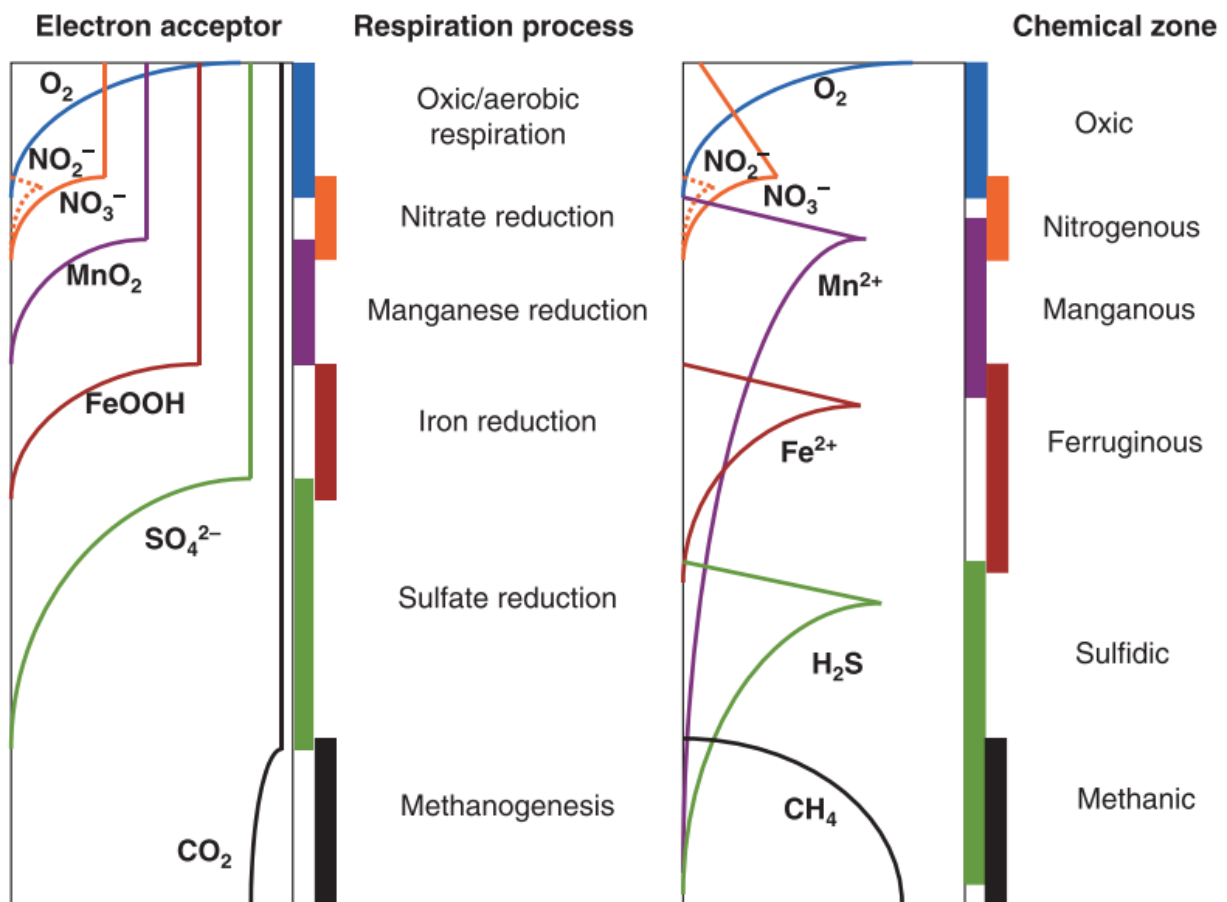 Electron acceptor
Respiration process
Chemical zone
O₂
NO₂⁻
NO₃⁻
MnO₂
FeOOH
SO₄²⁻
CO₂
Oxic/aerobic
respiration
Nitrate reduction
Manganese reduction
Iron reduction
Sulfate reduction
Methanogenesis
O₂
NO₂⁻
NO₃⁻
Mn²⁺
Fe²⁺
H₂S
CH₄
Oxic
Nitrogenous
Manganous
Ferruginous
Sulfidic
Methanic